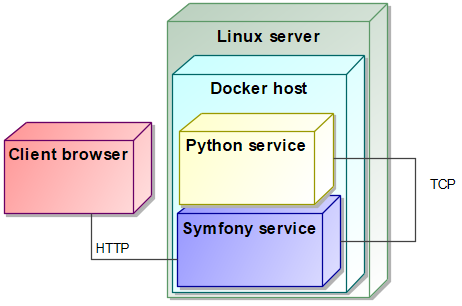 Linux server
Docker host
Python service
Client browser
TCP
Symfony service
HTTP